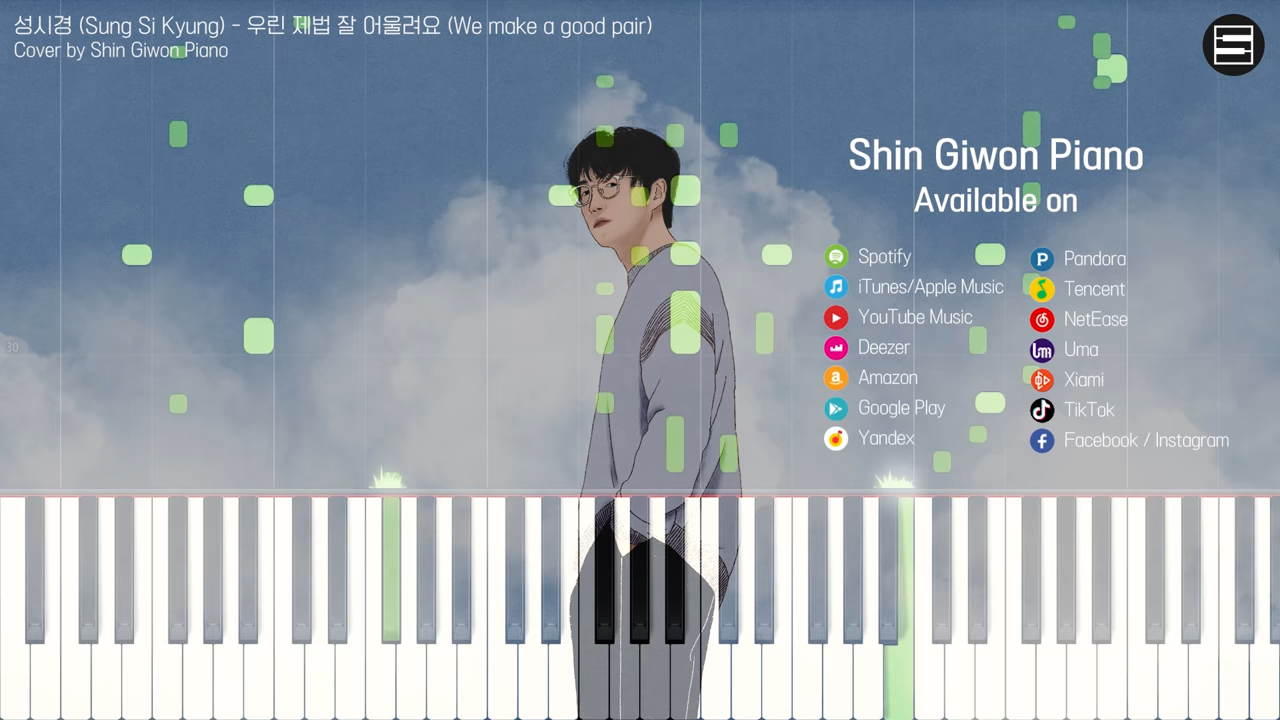 성시경 (Sung Si Kyung) - 우린 제법 잘 어울려요 (We make a good pair)
Cover by Shin Giwon Piano
Shin Giwon Piano
Available on
Spotify
iTunes/Apple Music
YouTube Music
Deezer
Amazon
Google Play
Yandex
Pandora
Tencent
NetEase
Uma
Xiami
TikTok
Facebook / Instagram
30